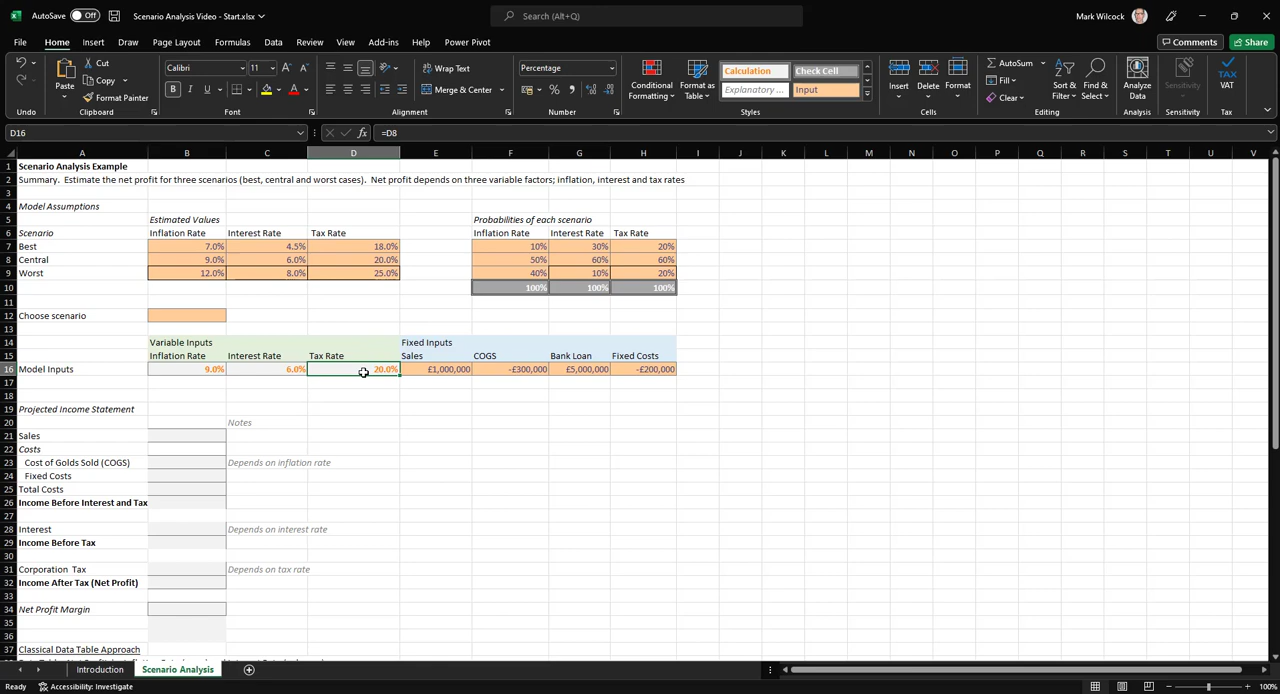 AutoSave Off Scenario Analysis Video - Start.xlsx Search (Alt+Q) Mark Wilcock
File Home Insert Draw Page Layout Formulas Data Review View Add-ins Help Power Pivot Comments Share
Paste Cut Copy Format Painter Calibri 11 B I U Wrap Text Merge & Center Percentage Conditional Formatting Format as Table Calculation Check Cell Explanatory ... Input Insert Delete Format AutoSum Fill Clear Sort & Filter Find & Select Analyze Data Sensitivity TAX VAT
Undo Clipboard Font Alignment Number Styles Cells Editing Analysis Sensitivity Tax
D16 fx =D8
A B C D E F G H I J K L M N O P Q R S T U V
1 Scenario Analysis Example
2 Summary. Estimate the net profit for three scenarios (best, central and worst cases). Net profit depends on three variable factors; inflation, interest and tax rates
3
4 Model Assumptions
5 Estimated Values Probabilities of each scenario
6 Scenario Inflation Rate Interest Rate Tax Rate Inflation Rate Interest Rate Tax Rate
7 Best 7.0% 4.5% 18.0% 10% 30% 20%
8 Central 9.0% 6.0% 20.0% 50% 60% 60%
9 Worst 12.0% 8.0% 25.0% 40% 10% 20%
10 100% 100% 100%
11
12 Choose scenario
13
14 Variable Inputs Fixed Inputs
15 Inflation Rate Interest Rate Tax Rate Sales COGS Bank Loan Fixed Costs
16 Model Inputs 9.0% 6.0% 20.0% £1,000,000 -£300,000 £5,000,000 -£200,000
17
18
19 Projected Income Statement
20 Notes
21 Sales
22 Costs
23 Cost of Golds Sold (COGS) Depends on inflation rate
24 Fixed Costs
25 Total Costs
26 Income Before Interest and Tax
27
28 Interest Depends on interest rate
29 Income Before Tax
30
31 Corporation Tax Depends on tax rate
32 Income After Tax (Net Profit)
33
34 Net Profit Margin
35
36
37 Classical Data Table Approach
Introduction Scenario Analysis
Ready Accessibility: Investigate 100%